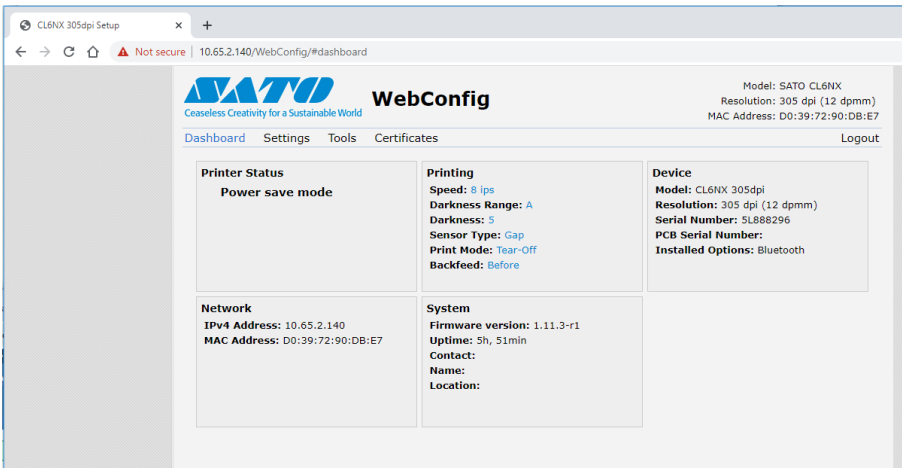 CL6NX 305dpi Setup
Not secure | 10.65.2.140/WebConfig/#dashboard
SATO
Ceaseless Creativity for a Sustainable World
WebConfig
Model: SATO CL6NX
Resolution: 305 dpi (12 dpmm)
MAC Address: D0:39:72:90:DB:E7
Dashboard Settings Tools Certificates Logout
Printer Status
Power save mode
Printing
Speed: 8 ips
Darkness Range: A
Darkness: 5
Sensor Type: Gap
Print Mode: Tear-Off
Backfeed: Before
Device
Model: CL6NX 305dpi
Resolution: 305 dpi (12 dpmm)
Serial Number: 5L888296
PCB Serial Number:
Installed Options: Bluetooth
Network
IPv4 Address: 10.65.2.140
MAC Address: D0:39:72:90:DB:E7
System
Firmware version: 1.11.3-r1
Uptime: 5h, 51min
Contact:
Name:
Location: